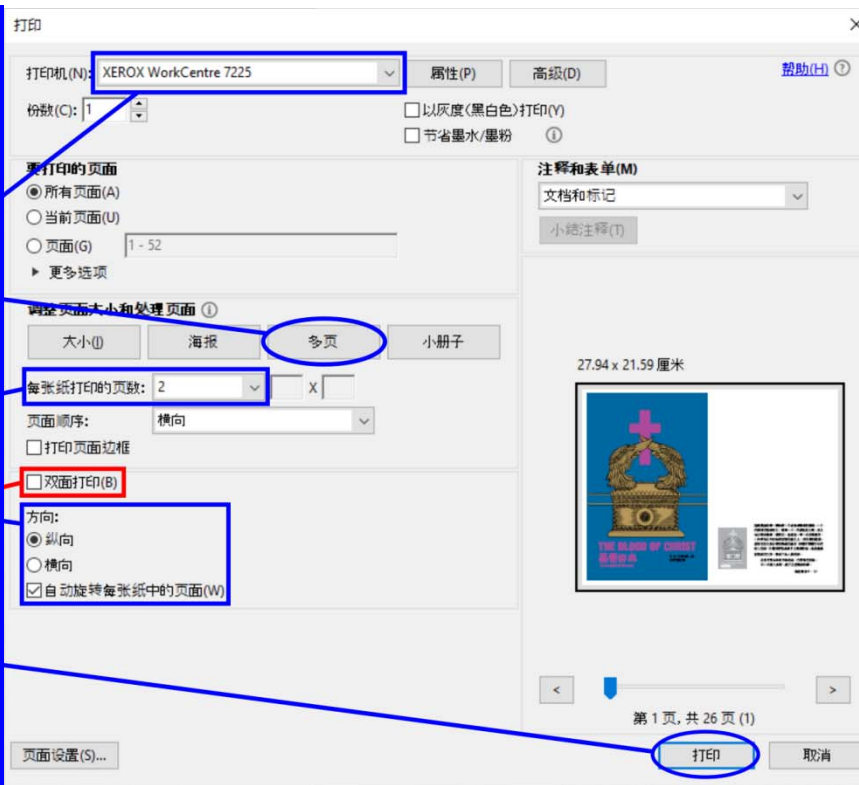 打印
打印机(N): XEROX WorkCentre 7225 属性(P) 高级(D) 帮助(H)
份数(C): 1 以灰度(黑白色)打印(Y)
节省墨水/墨粉
要打印的页面
所有页面(A)
当前页面(U)
页面(G) 1 - 52
更多选项
调整页面大小和处理页面
大小(I) 海报 多页 小册子
每张纸打印的页数: 2 X
页面顺序: 横向
打印页面边框
双面打印(B)
方向:
纵向
横向
自动旋转每张纸中的页面(W)
注释和表单(M)
文档和标记
小结注释(T)
27.94 x 21.59 厘米
THE BLOOD OF CHRIST
< >
第 1 页, 共 26 页 (1)
页面设置(S)... 打印 取消